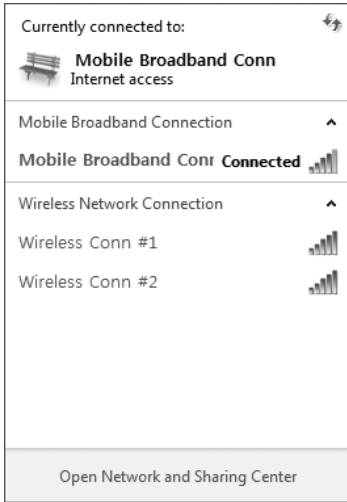 Currently connected to:
Mobile Broadband Conn
Internet access
Mobile Broadband Connection
Mobile Broadband Conr Connected
Wireless Network Connection
Wireless Conn #1
Wireless Conn #2
Open Network and Sharing Center